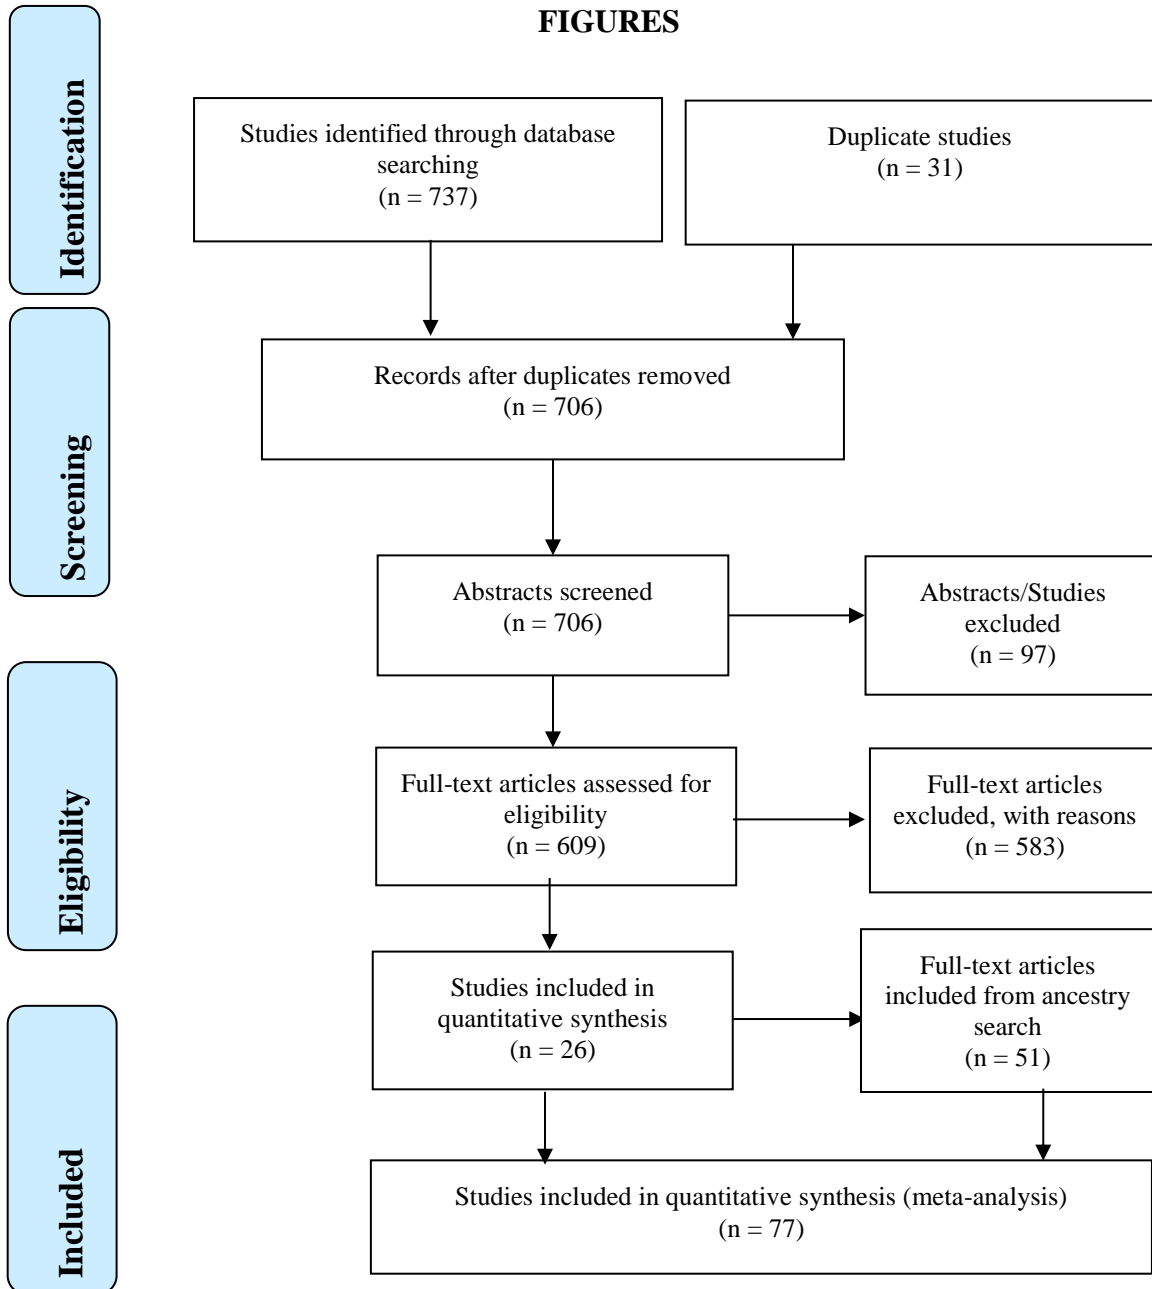 FIGURES
Identification
Studies identified through database
searching
(n = 737)
Duplicate studies
(n = 31)
Screening
Records after duplicates removed
(n = 706)
Abstracts screened
(n = 706)
Abstracts/Studies
excluded
(n = 97)
Eligibility
Full-text articles assessed for
eligibility
(n = 609)
Full-text articles
excluded, with reasons
(n = 583)
Included
Studies included in
quantitative synthesis
(n = 26)
Full-text articles
included from ancestry
search
(n = 51)
Studies included in quantitative synthesis (meta-analysis)
(n = 77)